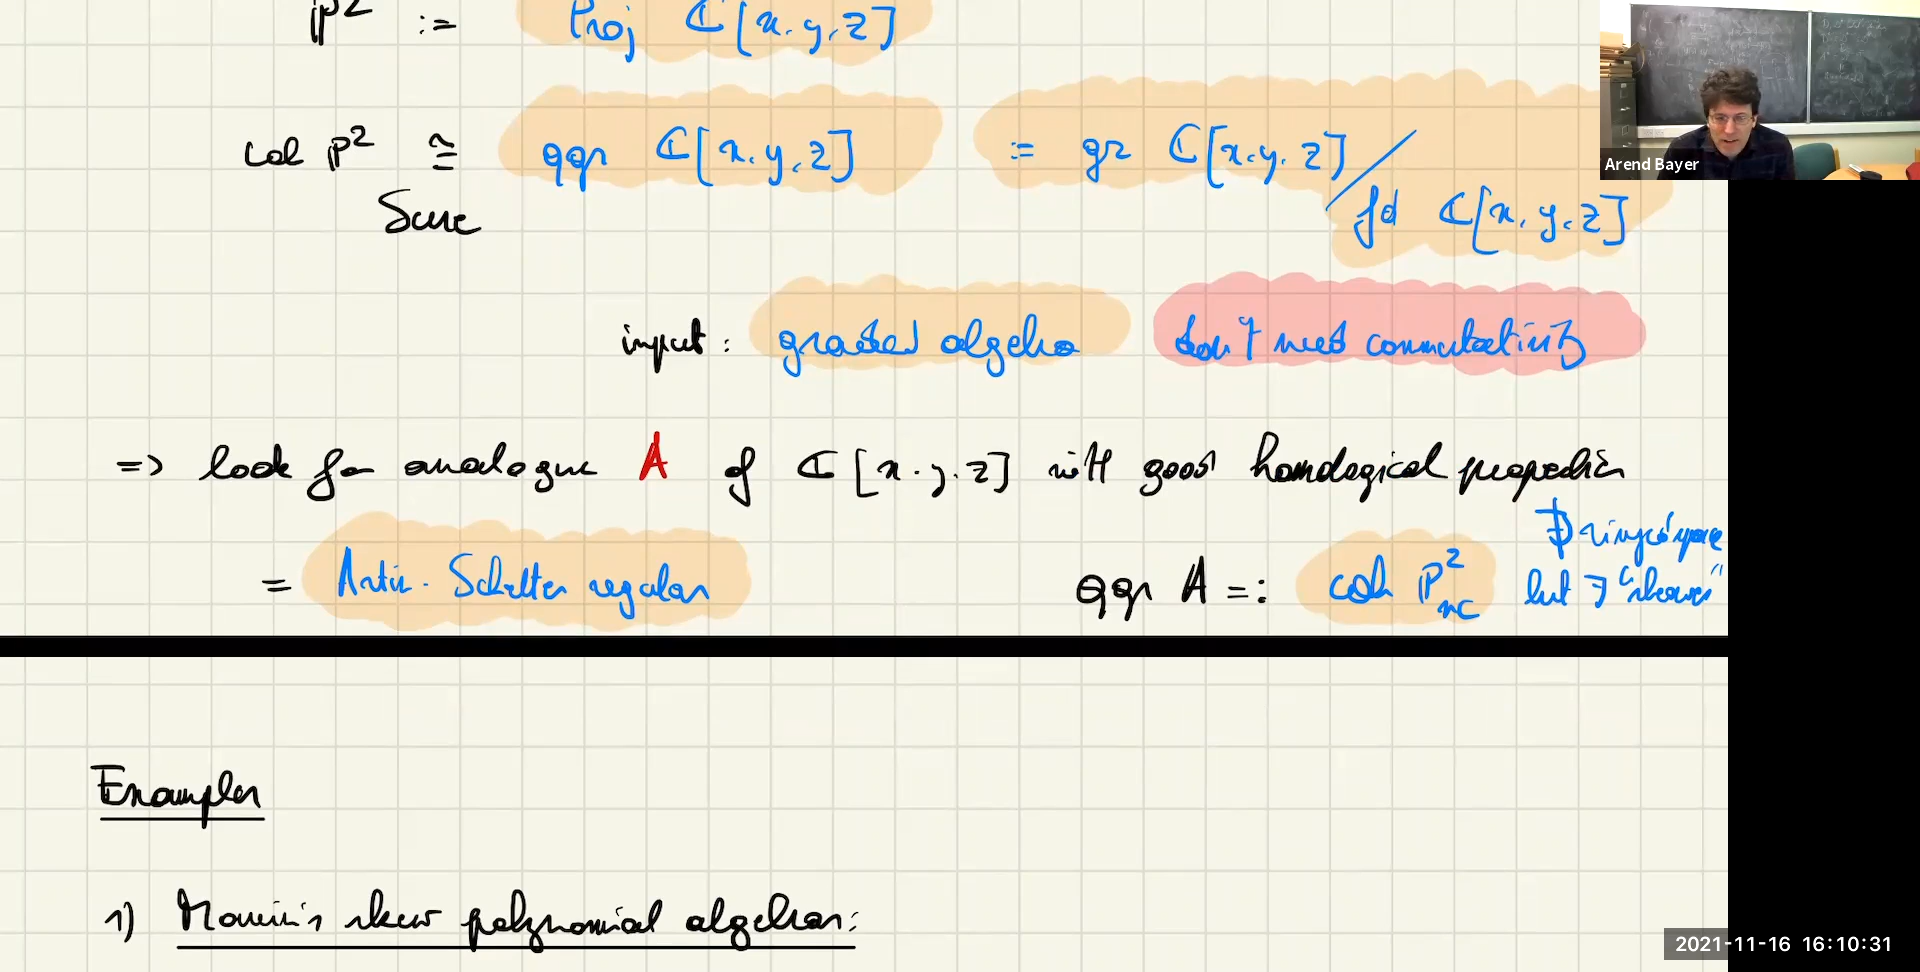 P² := Proj ℂ[x,y,z]
Arend Bayer
coh P² ≅ qgr ℂ[x,y,z] := gr ℂ[x,y,z] /
Serre fd ℂ[x,y,z]
input: graded algebra don't need commutativity
=> look for analogue A of ℂ[x,y,z] with good homological properties
∄ ringed space
= Artin-Schelter regular qgr A =: coh P²nc but ∃ "sheaves"
Examples
1) Manin's skew polynomial algebras:
2021-11-16 16:10:31